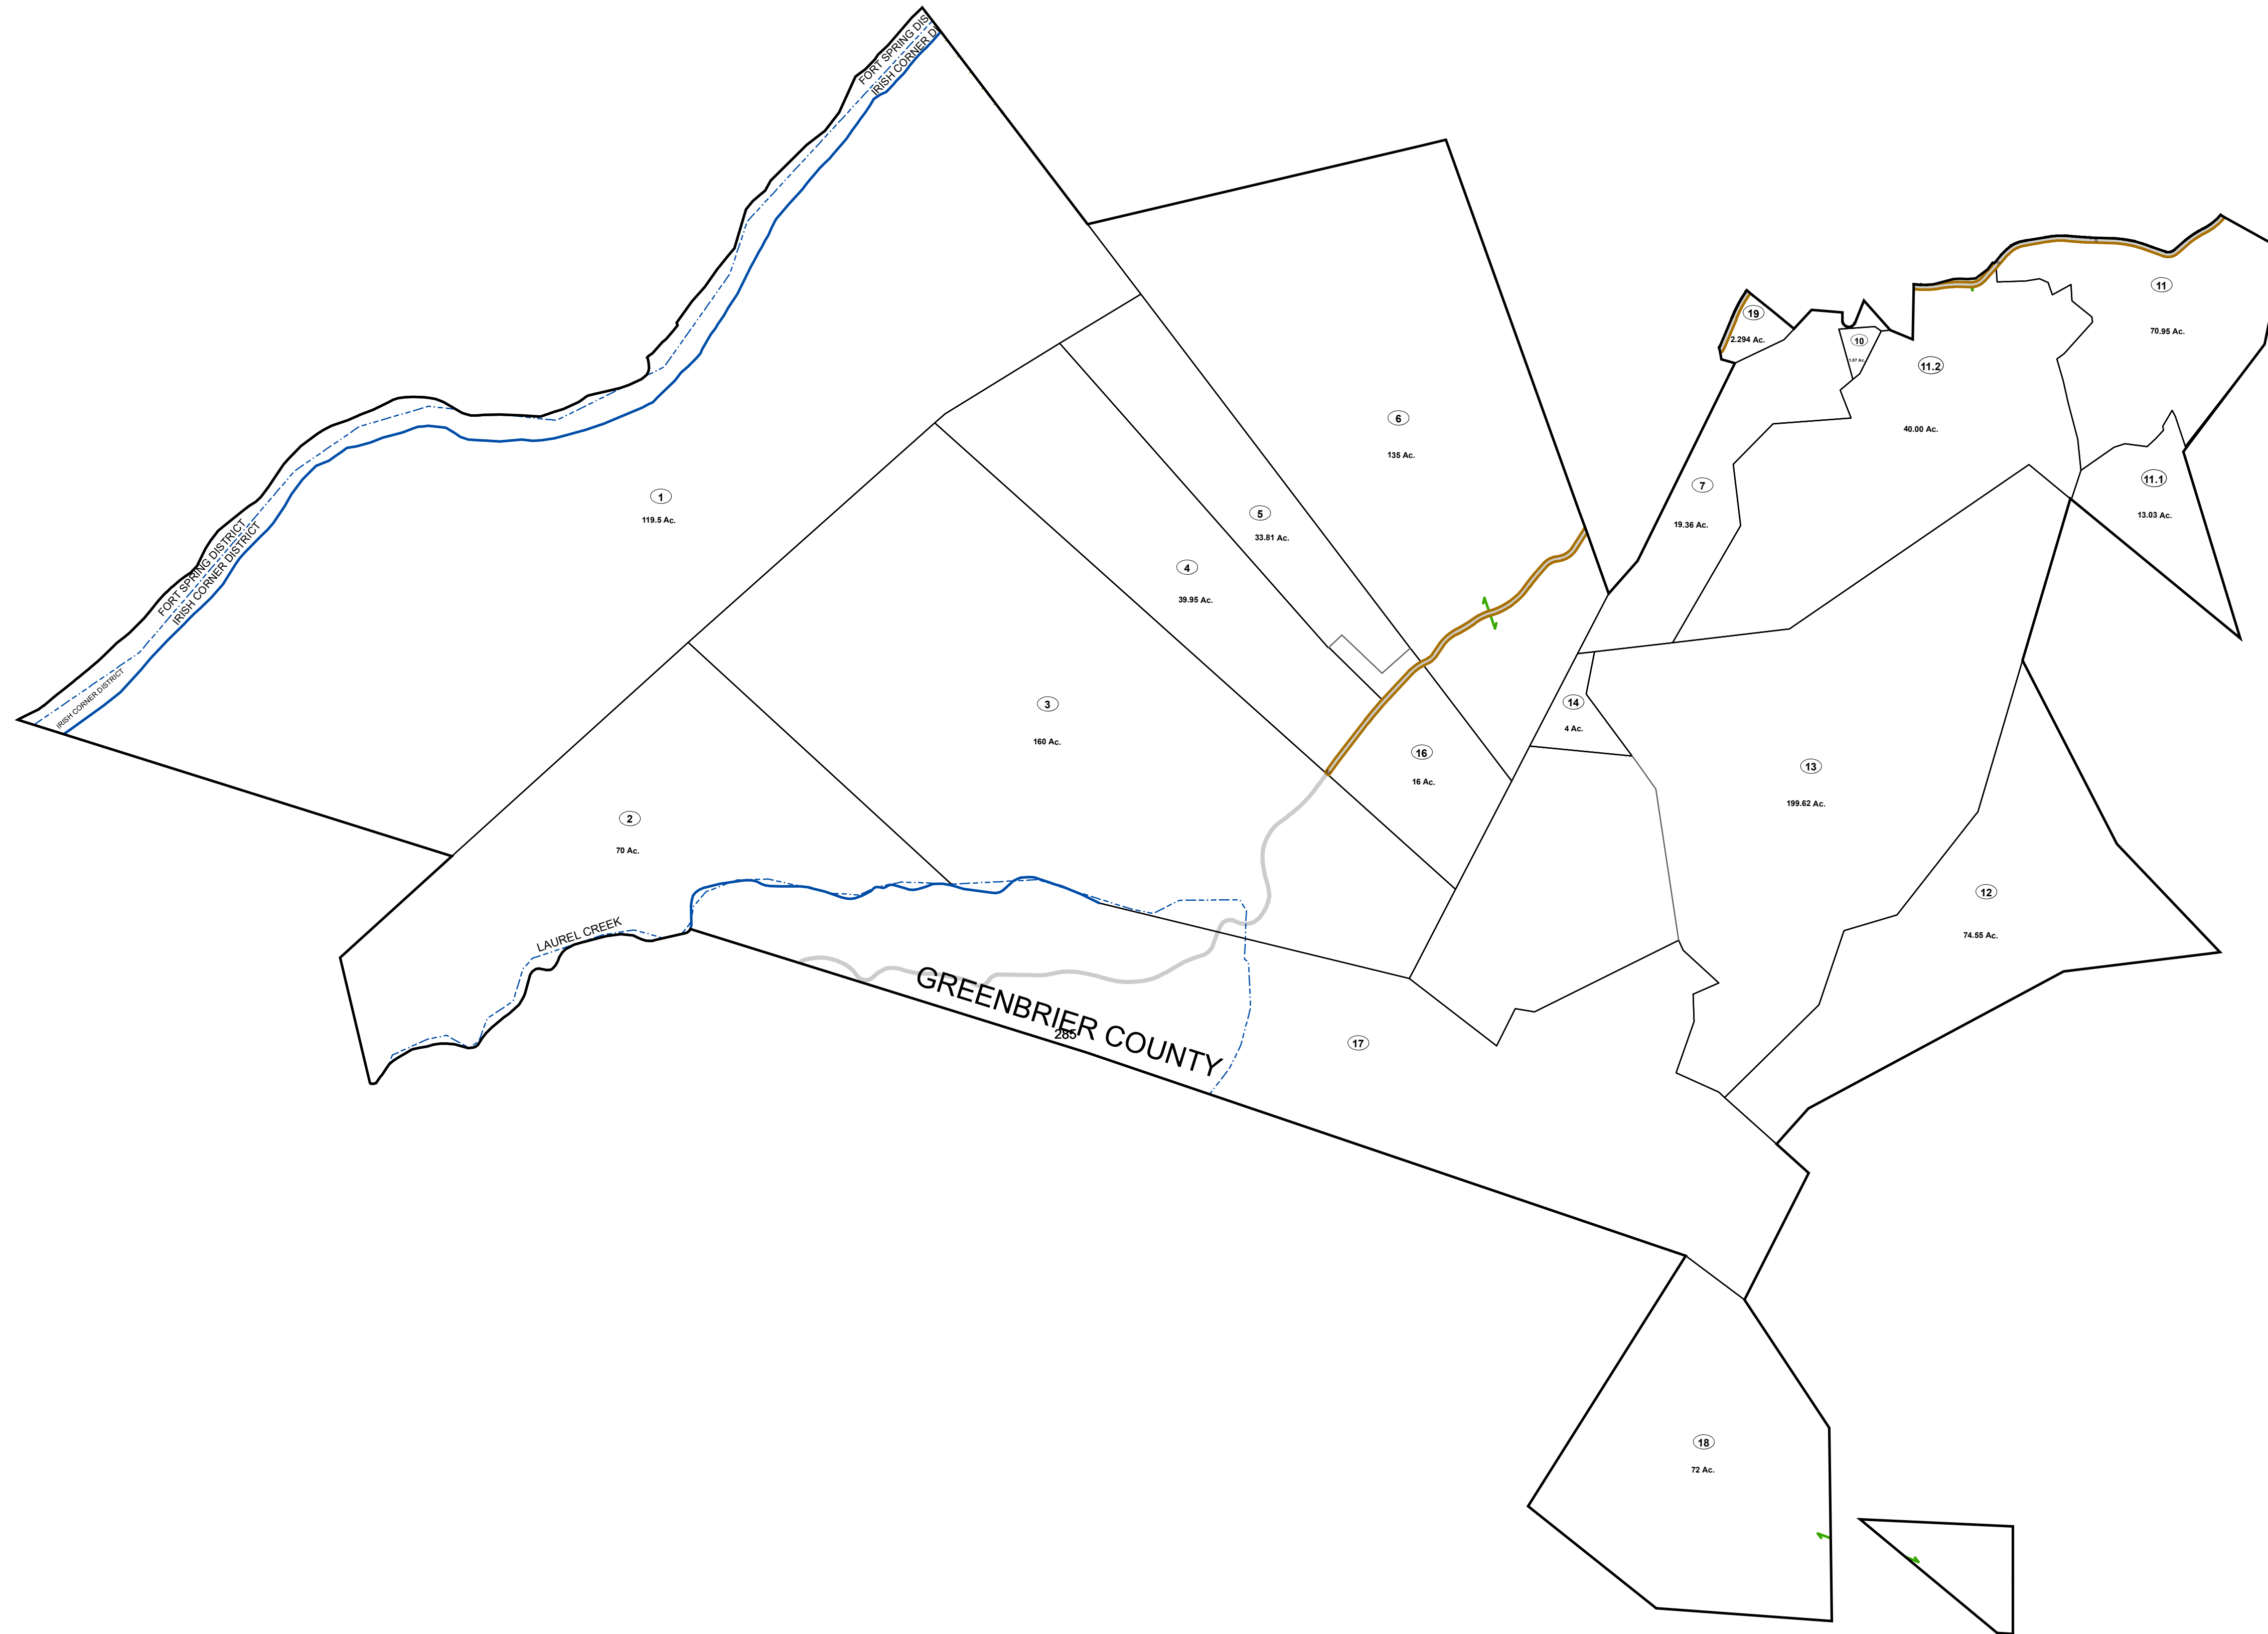 FORT SPRING DIS
IRISH CORNER D
11
70.95 Ac.
19
2.294 Ac.
10
11.2
40.00 Ac.
6
135 Ac.
11.1
13.03 Ac.
7
19.36 Ac.
1
119.5 Ac.
5
33.81 Ac.
FORT SPRING DISTRICT
IRISH CORNER DISTRICT
4
39.95 Ac.
IRISH CORNER DISTRICT
3
160 Ac.
14
4 Ac.
16
16 Ac.
13
199.62 Ac.
2
70 Ac.
12
74.55 Ac.
LAUREL CREEK
GREENBRIER COUNTY
285
17
18
72 Ac.